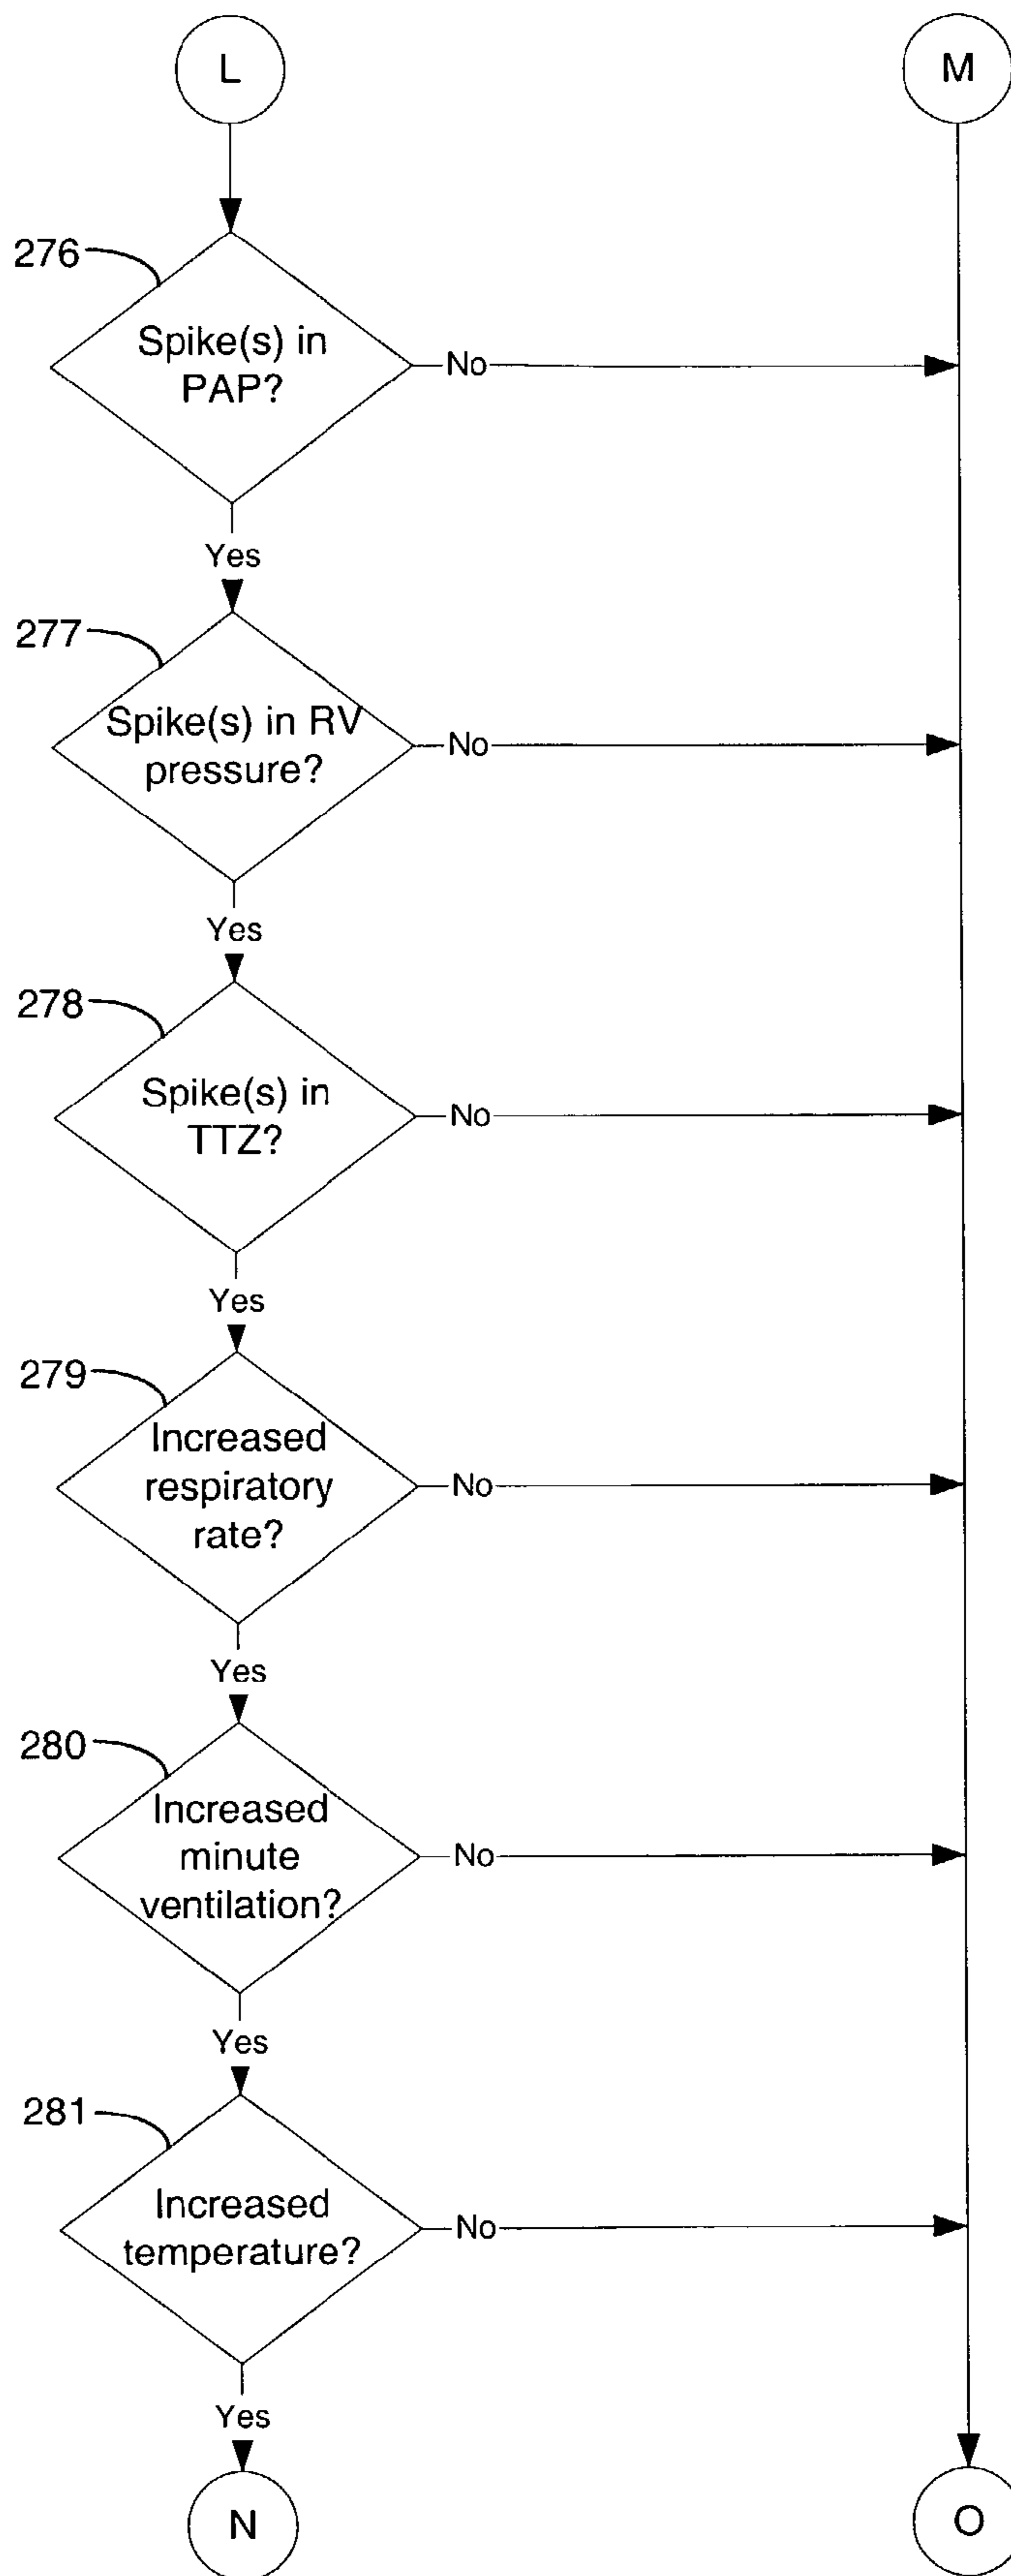 L
M
276
Spike(s) in
PAP?
No
Yes
277
Spike(s) in RV
pressure?
No
Yes
278
Spike(s) in
TTZ?
No
Yes
279
Increased
respiratory
rate?
No
Yes
280
Increased
minute
ventilation?
No
Yes
281
Increased
temperature?
No
Yes
N
O